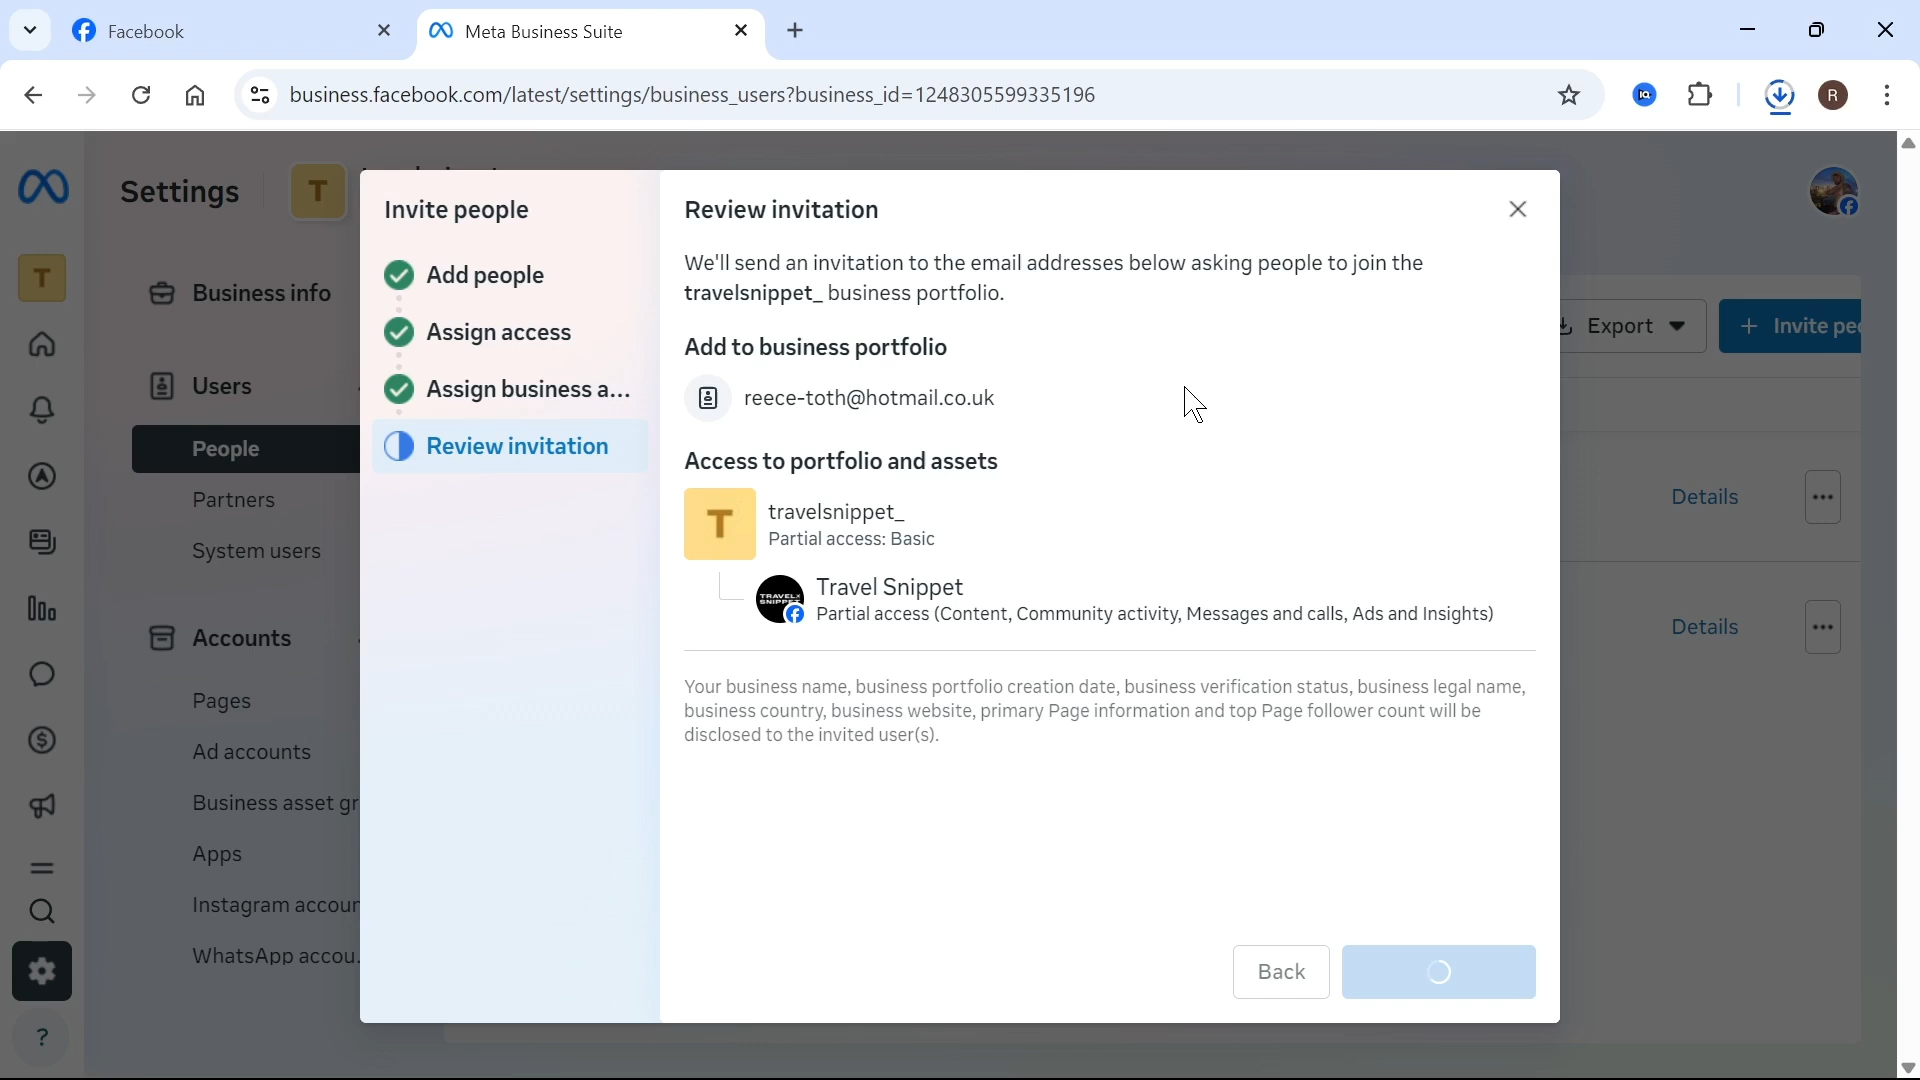 Facebook
Meta Business Suite
business.facebook.com/latest/settings/business_users?business_id=1248305599335196
R
Settings
T
T
Business info
Users
People
Partners
System users
Accounts
Pages
Ad accounts
Business asset gr
Apps
Instagram accoun
WhatsApp accou...
?
Invite people
Add people
Assign access
Assign business a...
Review invitation
Review invitation
We'll send an invitation to the email addresses below asking people to join the
travelsnippet_ business portfolio.
Add to business portfolio
reece-toth@hotmail.co.uk
Access to portfolio and assets
T
travelsnippet_
Partial access: Basic
Travel Snippet
Partial access (Content, Community activity, Messages and calls, Ads and Insights)
Your business name, business portfolio creation date, business verification status, business legal name,
business country, business website, primary Page information and top Page follower count will be
disclosed to the invited user(s).
Back
Export
+ Invite pe
Details
Details